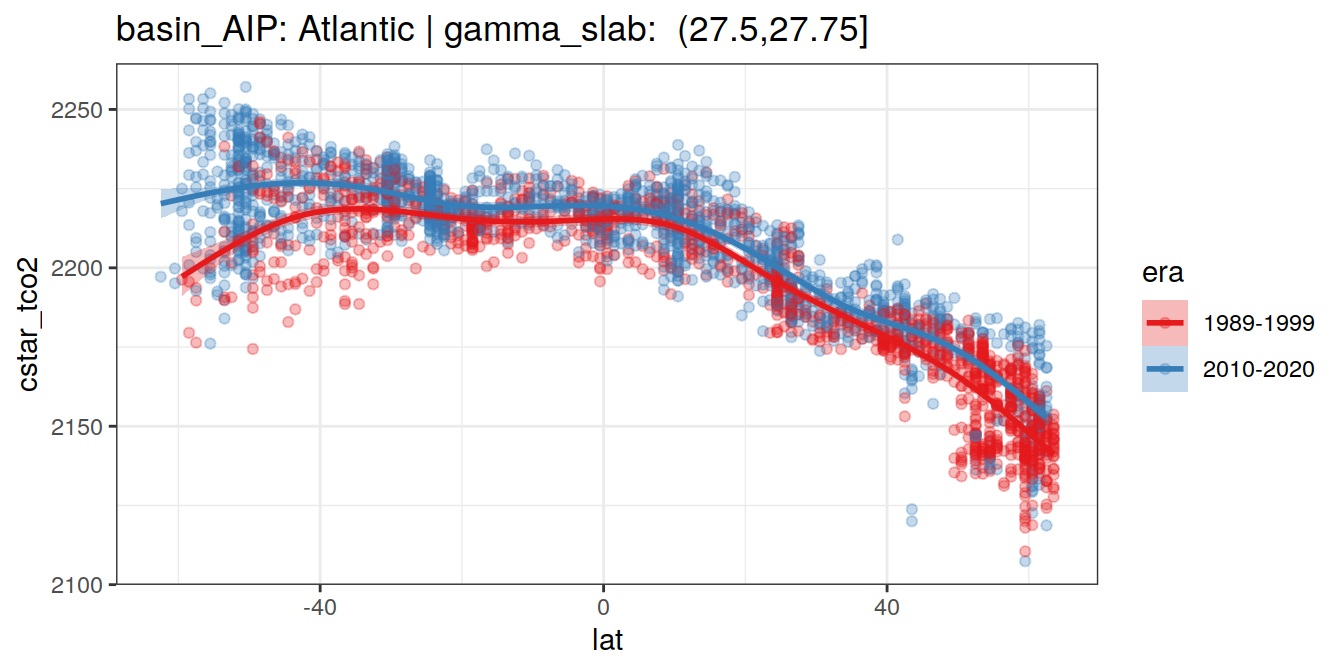 basin_AIP: Atlantic | gamma_slab:  (27.5,27.75]
2250
2200
2150
2100
cstar_tco2
-40
0
40
lat
era
1989-1999
2010-2020